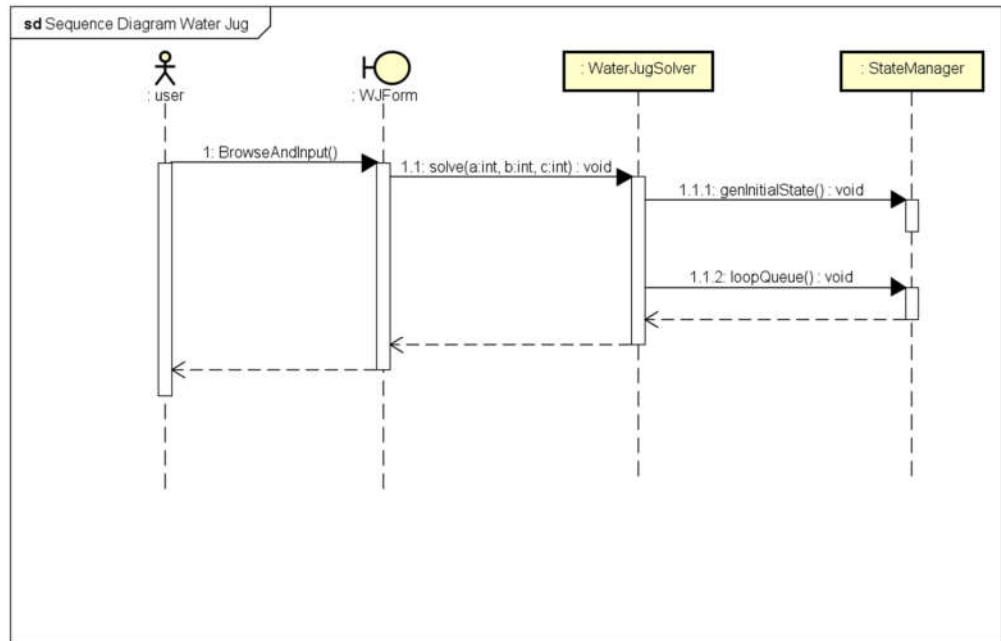 sd Sequence Diagram Water Jug
: user
: WJForm
: WaterJugSolver
: StateManager
1: BrowseAndInput()
1.1: solve(a:int, b:int, c:int) : void
1.1.1: genInitialState() : void
1.1.2: loopQueue() : void